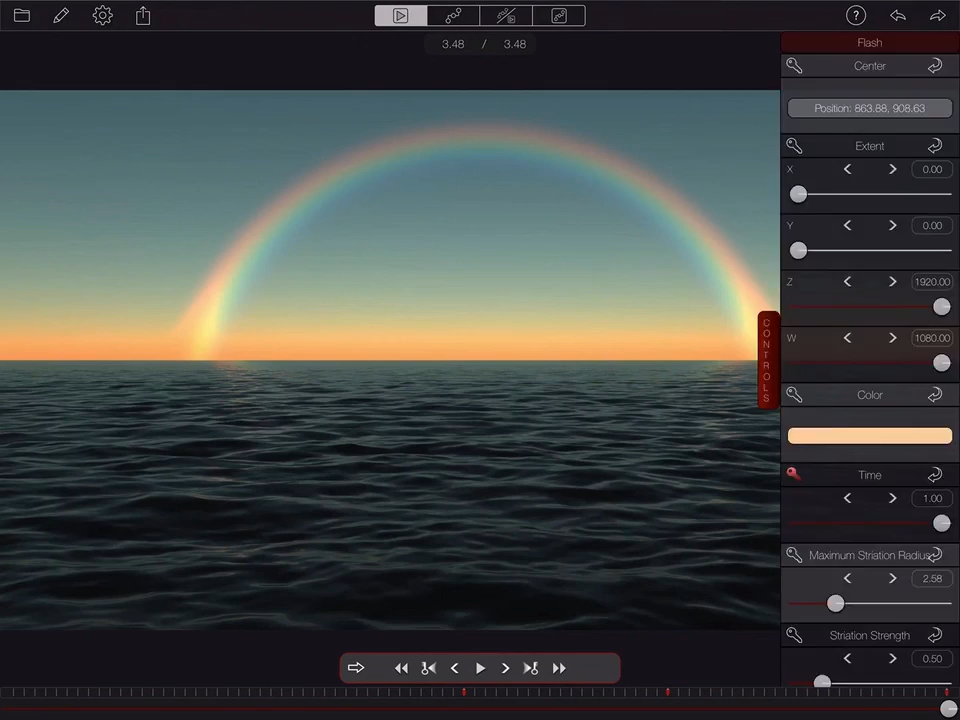 ?
3.48 / 3.48
Flash
Center
Position: 863.88, 908.63
Extent
X 0.00
Y 0.00
Z 1920.00
W 1080.00
CONTROLS
Color
Time
1.00
Maximum Striation Radius
2.58
Striation Strength
0.50